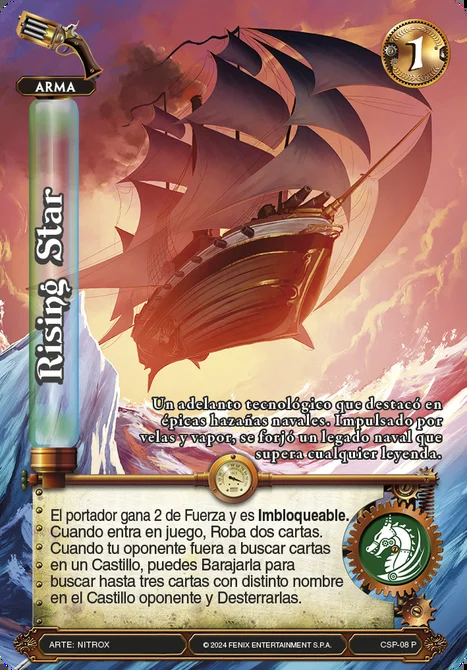 1
ARMA
Rising Star
Un adelanto tecnológico que destacó en
épicas hazañas navales. Impulsado por
velas y vapor, se forjó un legado naval que
supera cualquier leyenda.
El portador gana 2 de Fuerza y es Imbloqueable.
Cuando entra en juego, Roba dos cartas.
Cuando tu oponente fuera a buscar cartas
en un Castillo, puedes Barajarla para
buscar hasta tres cartas con distinto nombre
en el Castillo oponente y Desterrarlas.
ARTE: NITROX
© 2024 FENIX ENTERTAINMENT S.P.A.
CSP-08 P